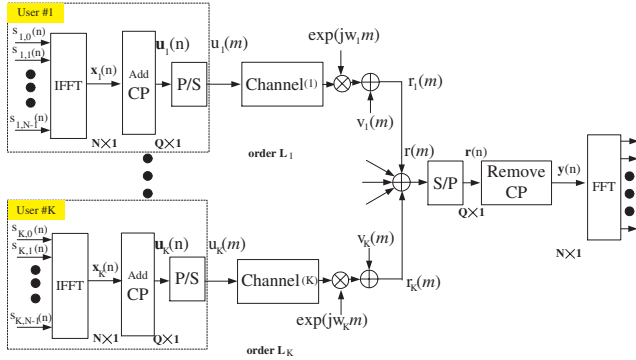 User #1
s1,0(n)
s1,1(n)
s1,N-1(n)
IFFT
x1(n)
N×1
Add
CP
u1(n)
Q×1
P/S
u1(m)
Channel(1)
order L1
exp(jw1m)
v1(m)
r1(m)
r(m)
S/P
r(n)
Q×1
Remove
CP
y(n)
N×1
FFT
User #K
sK,0(n)
sK,1(n)
sK,N-1(n)
IFFT
xK(n)
N×1
Add
CP
uK(n)
Q×1
P/S
uK(m)
Channel(K)
order LK
exp(jwKm)
vK(m)
rK(m)